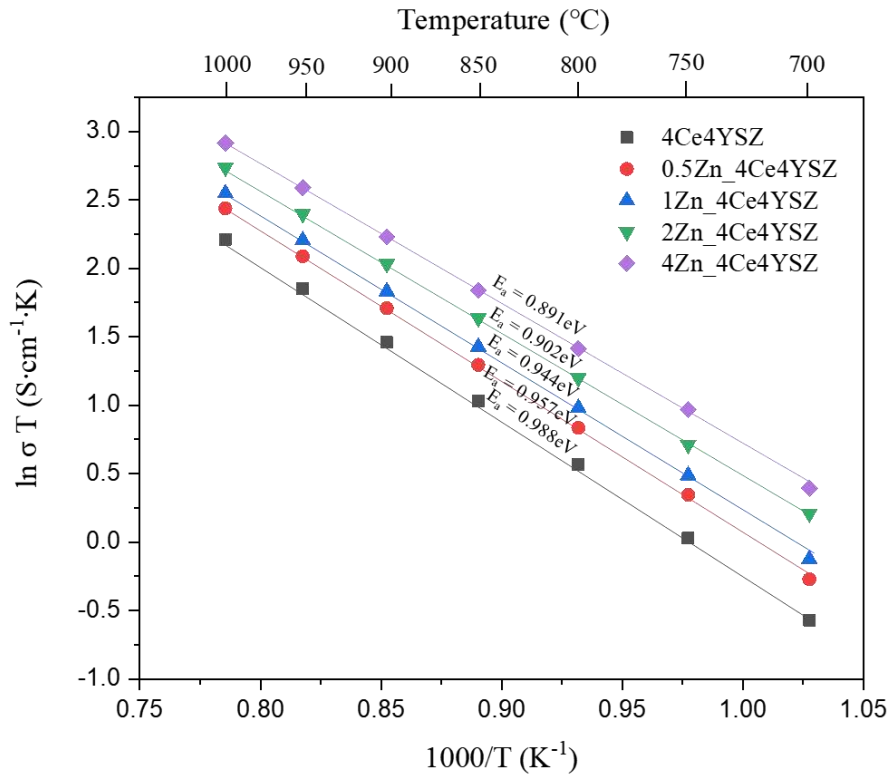 Temperature (℃)
1000 950 900 850 800 750 700
3.0
2.5
2.0
1.5
1.0
0.5
0.0
-0.5
-1.0
ln σ T (S·cm⁻¹·K)
4Ce4YSZ
0.5Zn_4Ce4YSZ
1Zn_4Ce4YSZ
2Zn_4Ce4YSZ
4Zn_4Ce4YSZ
Eₐ = 0.891eV
Eₐ = 0.902eV
Eₐ = 0.944eV
Eₐ = 0.957eV
Eₐ = 0.988eV
0.75 0.80 0.85 0.90 0.95 1.00 1.05
1000/T (K⁻¹)